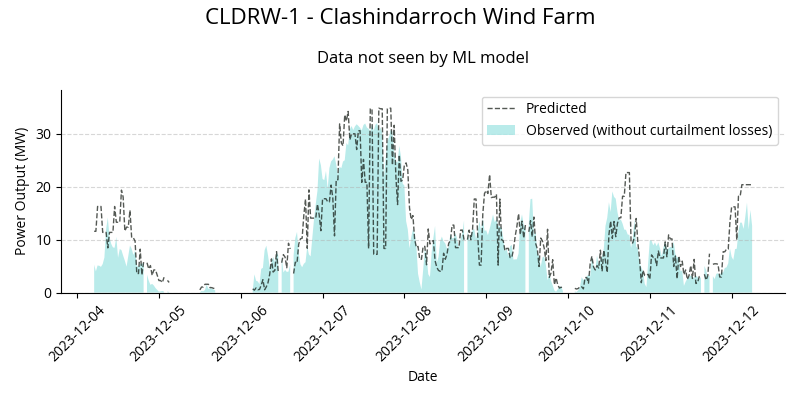 CLDRW-1 - Clashindarroch Wind Farm
Data not seen by ML model
Predicted
Observed (without curtailment losses)
Power Output (MW)
30
20
10
0
2023-12-04
2023-12-05
2023-12-06
2023-12-07
2023-12-08
2023-12-09
2023-12-10
2023-12-11
2023-12-12
Date